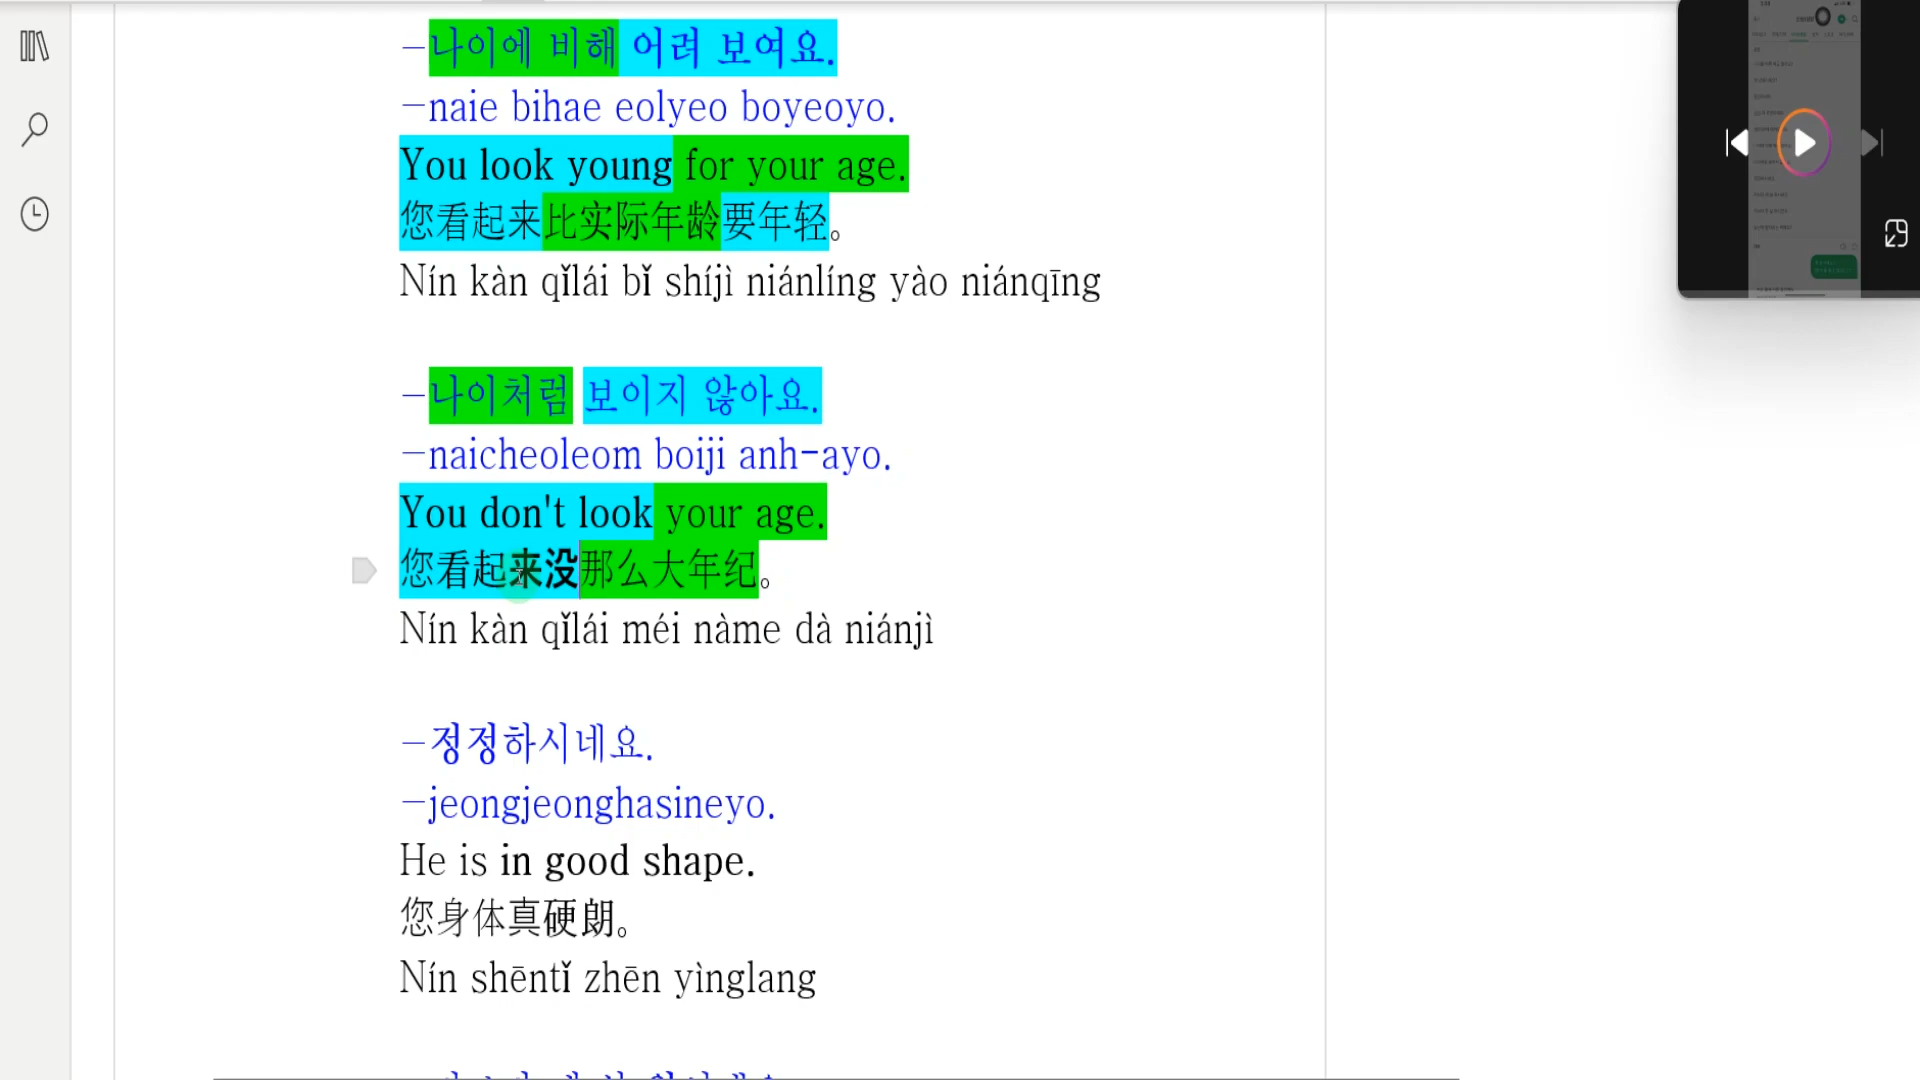 –나이에 비해 어려 보여요.
–naie bihae eolyeo boyeoyo.
You look young for your age.
您看起来比实际年龄要年轻。
Nín kàn qǐlái bǐ shíjì niánlíng yào niánqīng
–나이처럼 보이지 않아요.
–naicheoleom boiji anh-ayo.
You don't look your age.
您看起来没那么大年纪。
Nín kàn qǐlái méi nàme dà niánjì
–정정하시네요.
–jeongjeonghasineyo.
He is in good shape.
您身体真硬朗。
Nín shēntǐ zhēn yìnglang